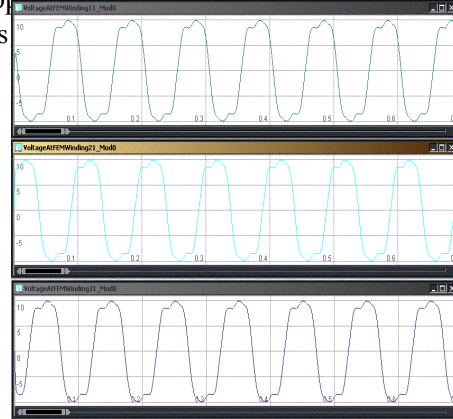 VoltageAtFEMWinding11_Mod0
s
10
5
0
-5
0.1 0.2 0.3 0.4 0.5 0.6
VoltageAtFEMWinding21_Mod0
10
5
0
-5
0.1 0.2 0.3 0.4 0.5 0.6
VoltageAtFEMWinding31_Mod0
10
5
0
-5
0.1 0.2 0.3 0.4 0.5 0.6